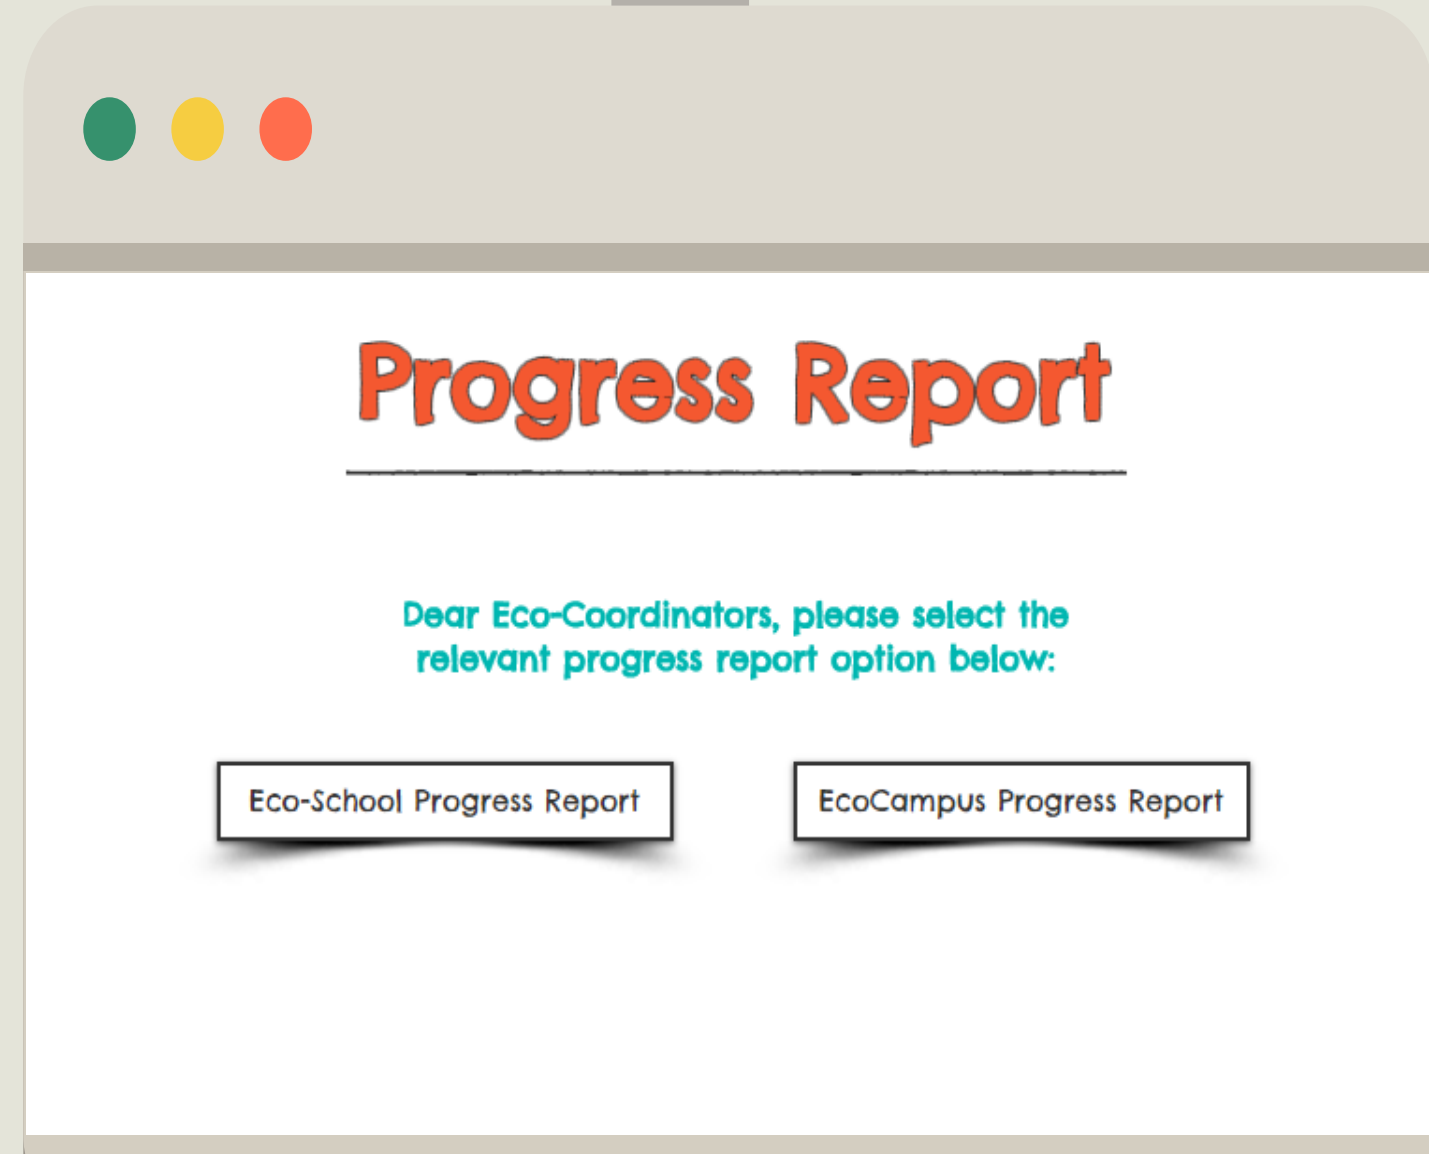 Progress Report
Dear Eco-Coordinators, please select the
relevant progress report option below:
Eco-School Progress Report
EcoCampus Progress Report